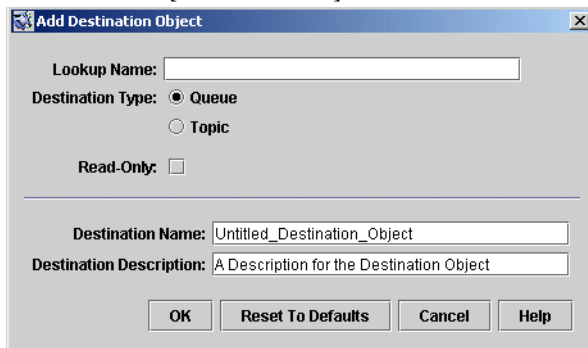 Add Destination Object
Lookup Name:
Destination Type: Queue
Topic
Read-Only:
Destination Name: Untitled_Destination_Object
Destination Description: A Description for the Destination Object
OK Reset To Defaults Cancel Help